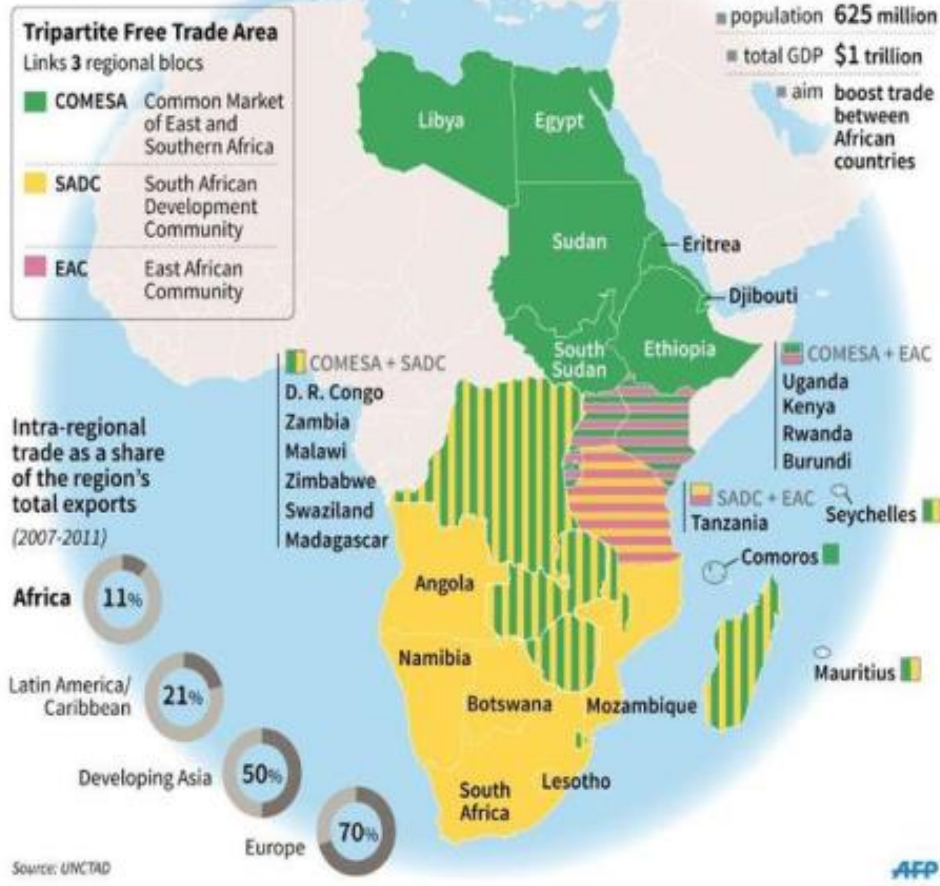 Tripartite Free Trade Area
Links 3 regional blocs
COMESA Common Market
of East and
Southern Africa
SADC South African
Development
Community
EAC East African
Community
population 625 million
total GDP $1 trillion
aim boost trade
between
African
countries
Libya
Egypt
Sudan
Eritrea
Djibouti
South
Sudan
Ethiopia
COMESA + SADC
D. R. Congo
Zambia
Malawi
Zimbabwe
Swaziland
Madagascar
COMESA + EAC
Uganda
Kenya
Rwanda
Burundi
SADC + EAC
Tanzania
Seychelles
Comoros
Mauritius
Angola
Namibia
Botswana
Mozambique
South
Africa
Lesotho
Intra-regional
trade as a share
of the region's
total exports
(2007-2011)
Africa 11%
Latin America/
Caribbean
21%
Developing Asia 50%
Europe 70%
Source: UNCTAD
AFP